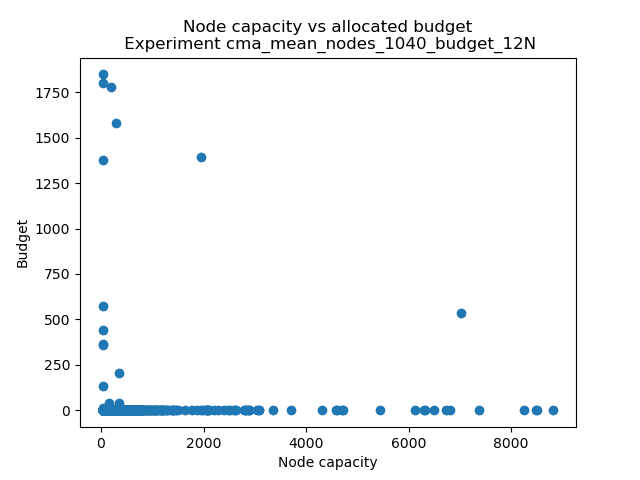 Node capacity vs allocated budget
Experiment cma_mean_nodes_1040_budget_12N
1750
1500
1250
1000
750
500
250
0
Budget
0 2000 4000 6000 8000
Node capacity